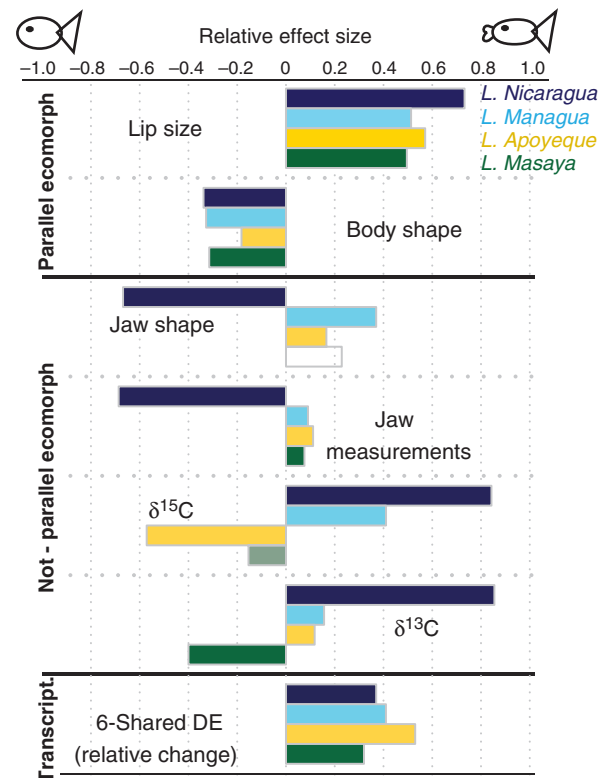 Relative effect size
−1.0 −0.8 −0.6 −0.4 −0.2 0 0.2 0.4 0.6 0.8 1.0
L. Nicaragua
L. Managua
L. Apoyeque
L. Masaya
Parallel ecomorph
Lip size
Body shape
Not - parallel ecomorph
Jaw shape
Jaw
measurements
δ¹⁵C
δ¹³C
Transcript.
6-Shared DE
(relative change)